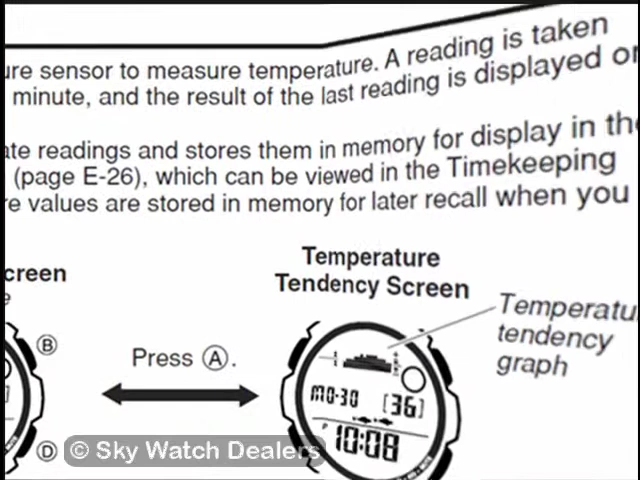 ure sensor to measure temperature. A reading is taken
minute, and the result of the last reading is displayed on
ate readings and stores them in memory for display in the
(page E-26), which can be viewed in the Timekeeping
re values are stored in memory for later recall when you
creen
Temperature
Tendency Screen
Temperatu
tendency
graph
B
Press A.
MO-30 [36]
P 10:08
D
© Sky Watch Dealers